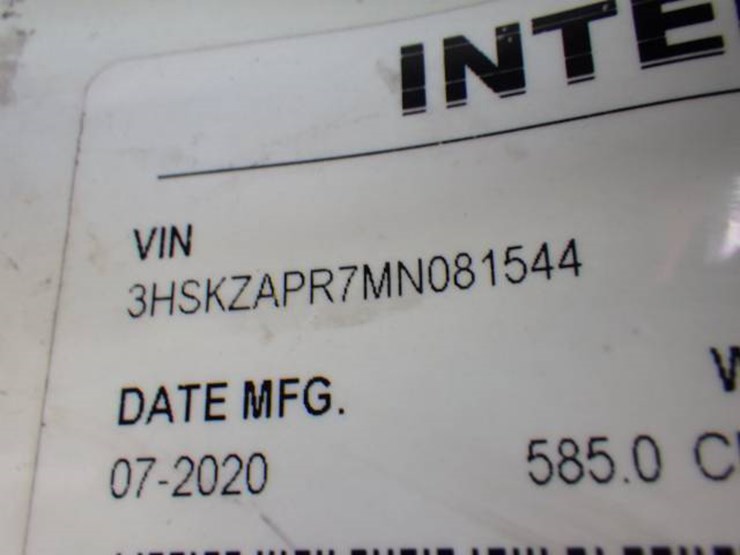 INTE
VIN
3HSKZAPR7MN081544
DATE MFG.
07-2020 585.0